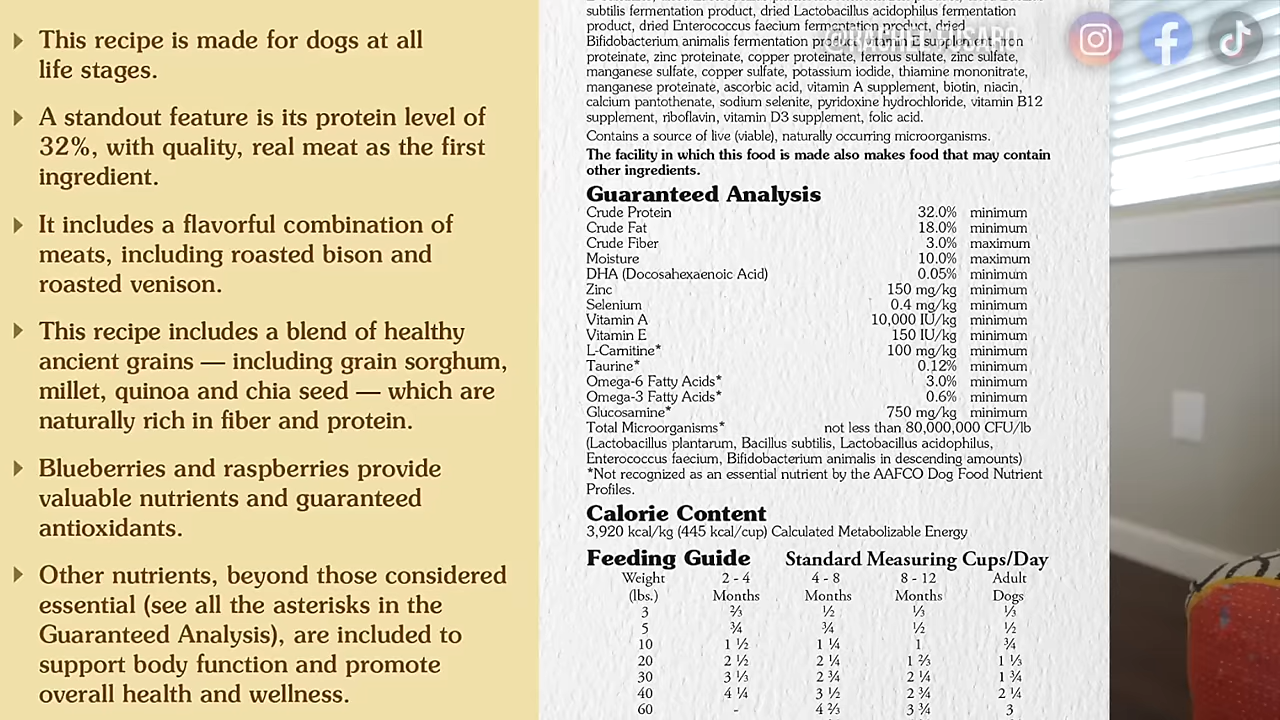 This recipe is made for dogs at all
life stages.
A standout feature is its protein level of
32%, with quality, real meat as the first
ingredient.
It includes a flavorful combination of
meats, including roasted bison and
roasted venison.
This recipe includes a blend of healthy
ancient grains — including grain sorghum,
millet, quinoa and chia seed — which are
naturally rich in fiber and protein.
Blueberries and raspberries provide
valuable nutrients and guaranteed
antioxidants.
Other nutrients, beyond those considered
essential (see all the asterisks in the
Guaranteed Analysis), are included to
support body function and promote
overall health and wellness.
subtilis fermentation product, dried Lactobacillus acidophilus fermentation
product, dried Enterococcus faecium fermentation product, dried
Bifidobacterium animalis fermentation product, vitamin E supplement, iron
proteinate, zinc proteinate, copper proteinate, ferrous sulfate, zinc sulfate,
manganese sulfate, copper sulfate, potassium iodide, thiamine mononitrate,
manganese proteinate, ascorbic acid, vitamin A supplement, biotin, niacin,
calcium pantothenate, sodium selenite, pyridoxine hydrochloride, vitamin B12
supplement, riboflavin, vitamin D3 supplement, folic acid.
Contains a source of live (viable), naturally occurring microorganisms.
The facility in which this food is made also makes food that may contain
other ingredients.
Guaranteed Analysis
Crude Protein 32.0% minimum
Crude Fat 18.0% minimum
Crude Fiber 3.0% maximum
Moisture 10.0% maximum
DHA (Docosahexaenoic Acid) 0.05% minimum
Zinc 150 mg/kg minimum
Selenium 0.4 mg/kg minimum
Vitamin A 10,000 IU/kg minimum
Vitamin E 150 IU/kg minimum
L-Carnitine* 100 mg/kg minimum
Taurine* 0.12% minimum
Omega-6 Fatty Acids* 3.0% minimum
Omega-3 Fatty Acids* 0.6% minimum
Glucosamine* 750 mg/kg minimum
Total Microorganisms* not less than 80,000,000 CFU/lb
(Lactobacillus plantarum, Bacillus subtilis, Lactobacillus acidophilus,
Enterococcus faecium, Bifidobacterium animalis in descending amounts)
*Not recognized as an essential nutrient by the AAFCO Dog Food Nutrient
Profiles.
Calorie Content
3,920 kcal/kg (445 kcal/cup) Calculated Metabolizable Energy
Feeding Guide Standard Measuring Cups/Day
Weight 2 - 4 4 - 8 8 - 12 Adult
(lbs.) Months Months Months Dogs
3 ⅔ ½ ⅓ ⅓
5 ¾ ¾ ½ ½
10 1 ½ 1 ¼ 1 ¾
20 2 ½ 2 ¼ 1 ⅔ 1 ⅓
30 3 ⅓ 2 ¾ 2 ¼ 1 ¾
40 4 ¼ 3 ½ 2 ¾ 2 ¼
60 - 4 ⅔ 3 ¾ 3
@RACHEL FUSARO